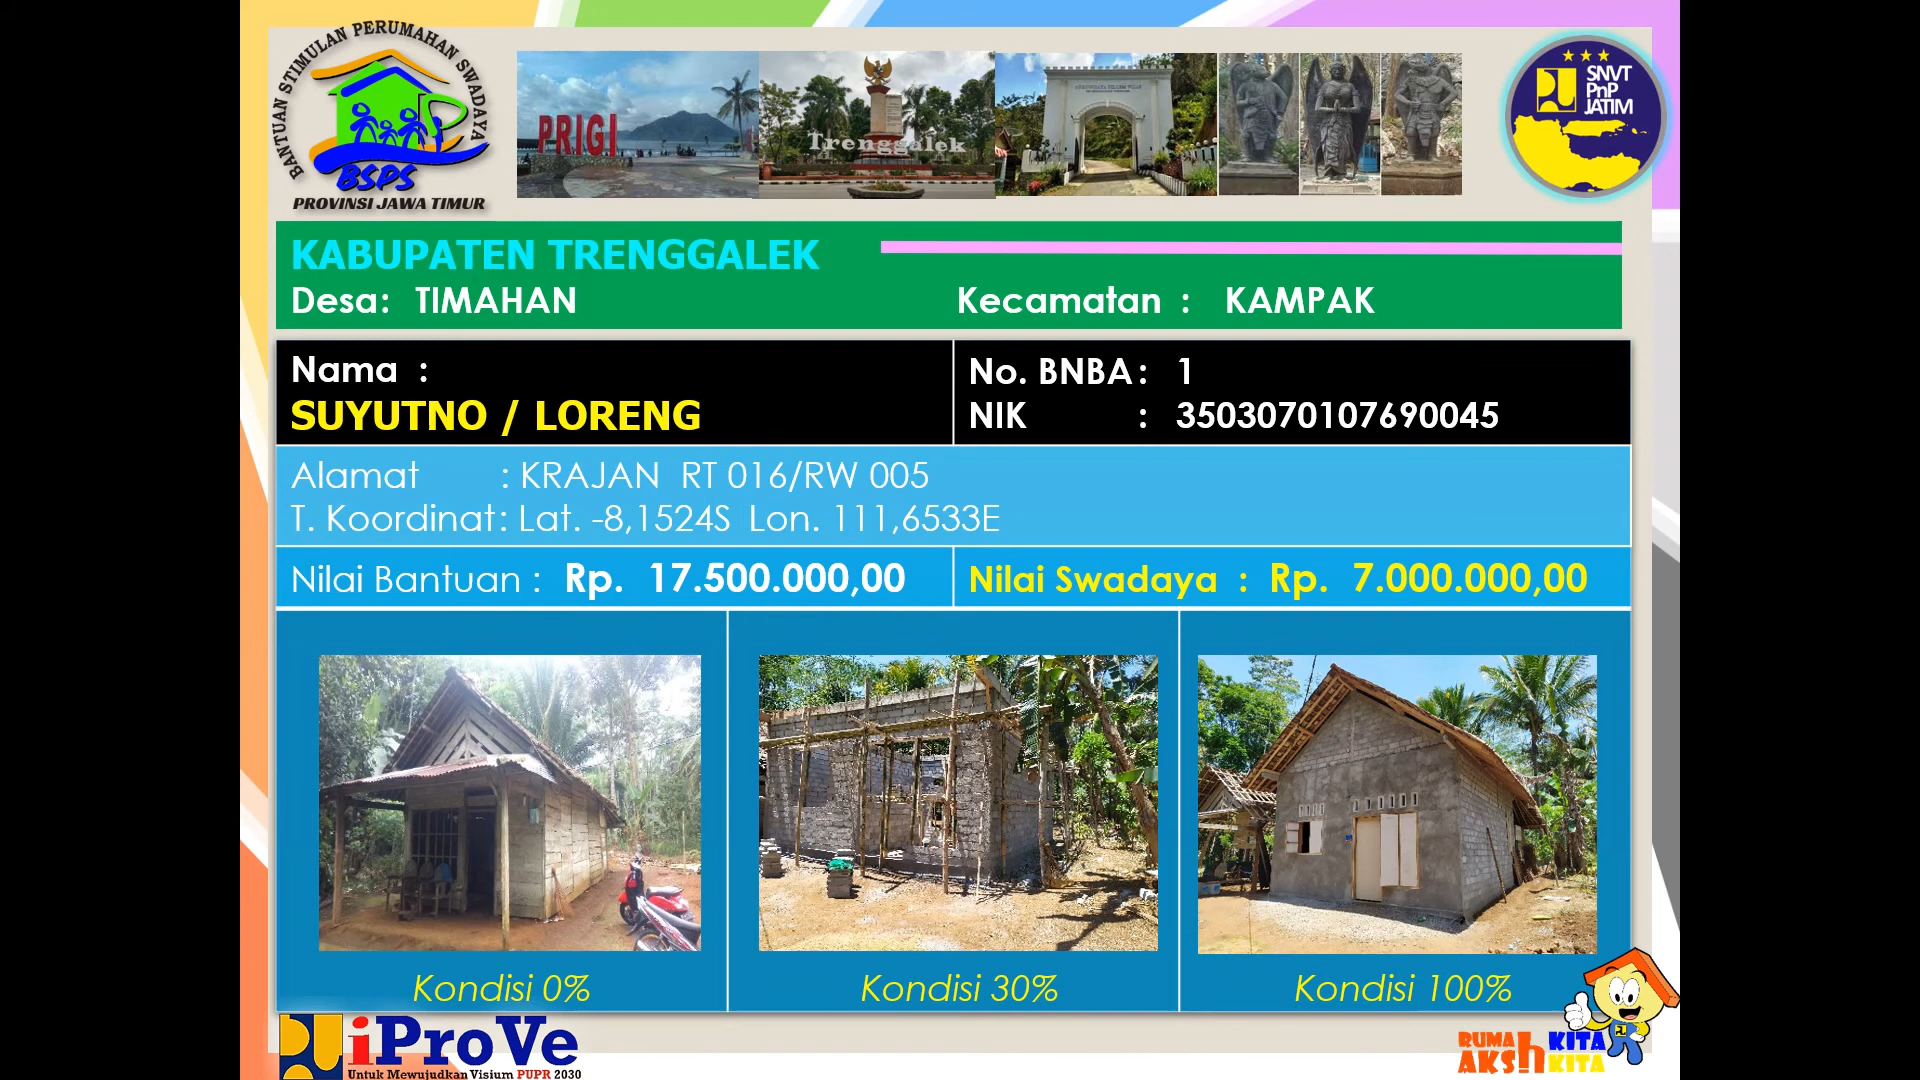 BANTUAN STIMULAN PERUMAHAN SWADAYA
BSPS
PROVINSI JAWA TIMUR
PRIGI
Trenggalek
SNVT
PnP
JATIM
KABUPATEN TRENGGALEK
Desa: TIMAHAN
Kecamatan : KAMPAK
Nama :
SUYUTNO / LORENG
No. BNBA : 1
NIK : 3503070107690045
Alamat : KRAJAN RT 016/RW 005
T. Koordinat : Lat. -8,1524S Lon. 111,6533E
Nilai Bantuan : Rp. 17.500.000,00
Nilai Swadaya : Rp. 7.000.000,00
Kondisi 0%
Kondisi 30%
Kondisi 100%
iProVe
Untuk Mewujudkan Visium PUPR 2030
RUMAh KITA
AKSh! KITA